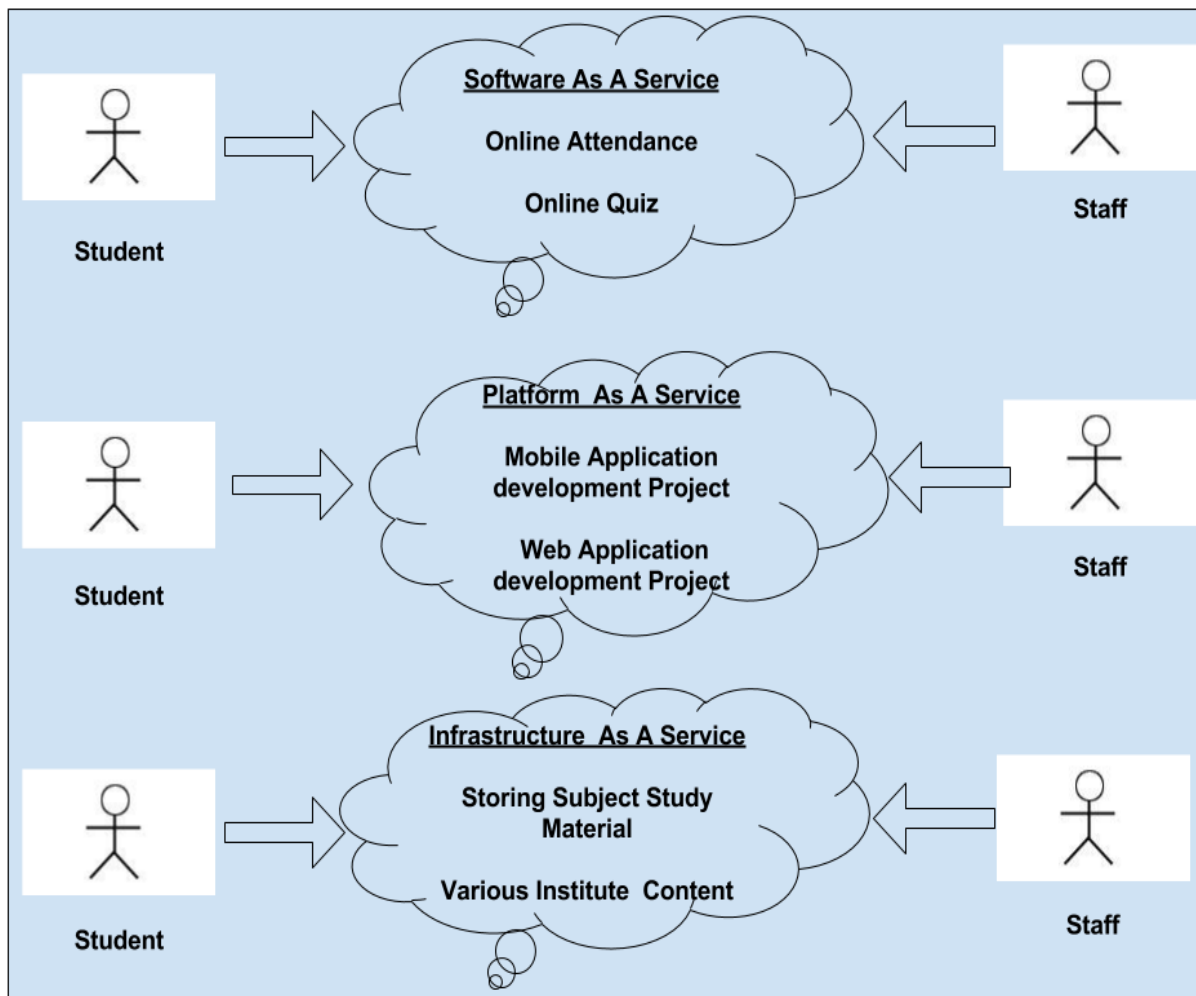 Software As A Service
Online Attendance
Online Quiz
Student
Staff
Platform As A Service
Mobile Application
development Project
Web Application
development Project
Student
Staff
Infrastructure As A Service
Storing Subject Study
Material
Various Institute Content
Student
Staff